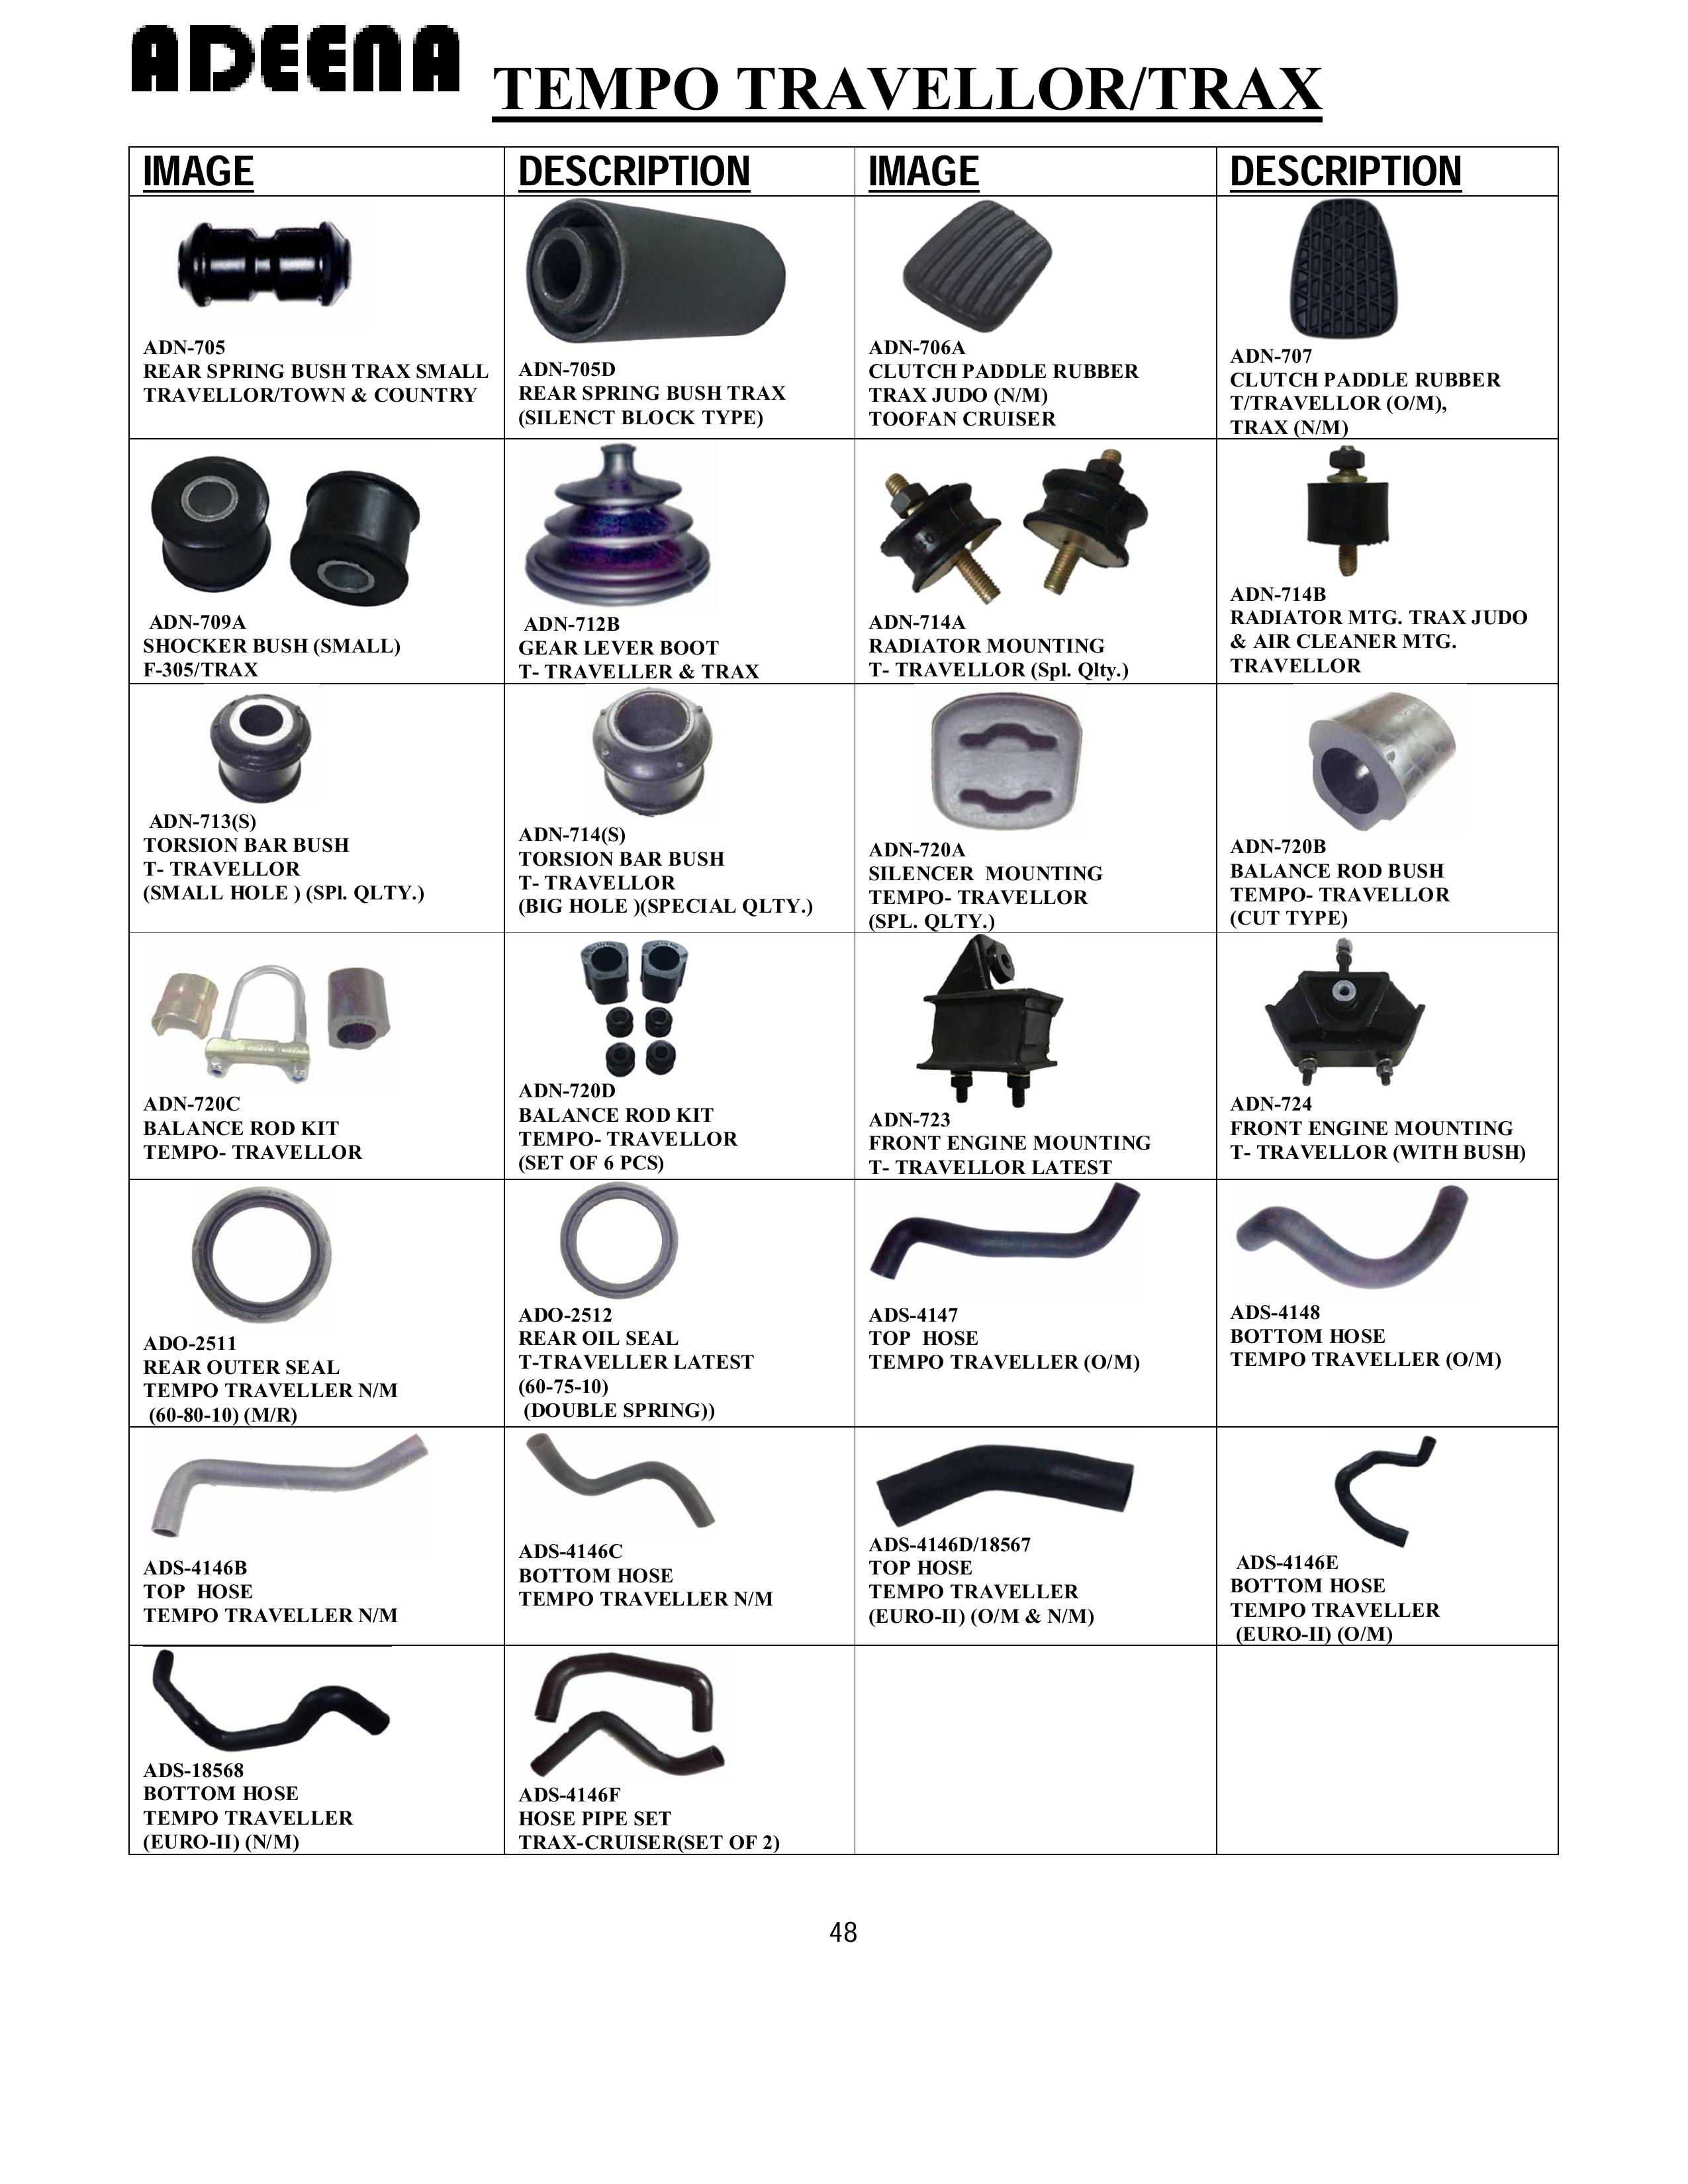 ADEENA
TEMPO TRAVELLOR/TRAX
IMAGE
DESCRIPTION
IMAGE
DESCRIPTION
ADN-705
REAR SPRING BUSH TRAX SMALL
TRAVELLOR/TOWN & COUNTRY
ADN-705D
REAR SPRING BUSH TRAX
(SILENCT BLOCK TYPE)
ADN-706A
CLUTCH PADDLE RUBBER
TRAX JUDO (N/M)
TOOFAN CRUISER
ADN-707
CLUTCH PADDLE RUBBER
T/TRAVELLOR (O/M),
TRAX (N/M)
ADN-709A
SHOCKER BUSH (SMALL)
F-305/TRAX
ADN-712B
GEAR LEVER BOOT
T- TRAVELLER & TRAX
ADN-714A
RADIATOR MOUNTING
T- TRAVELLOR (Spl. Qlty.)
ADN-714B
RADIATOR MTG. TRAX JUDO
& AIR CLEANER MTG.
TRAVELLOR
ADN-713(S)
TORSION BAR BUSH
T- TRAVELLOR
(SMALL HOLE ) (SPl. QLTY.)
ADN-714(S)
TORSION BAR BUSH
T- TRAVELLOR
(BIG HOLE )(SPECIAL QLTY.)
ADN-720A
SILENCER  MOUNTING
TEMPO- TRAVELLOR
(SPL. QLTY.)
ADN-720B
BALANCE ROD BUSH
TEMPO- TRAVELLOR
(CUT TYPE)
ADN-720C
BALANCE ROD KIT
TEMPO- TRAVELLOR
ADN-720D
BALANCE ROD KIT
TEMPO- TRAVELLOR
(SET OF 6 PCS)
ADN-723
FRONT ENGINE MOUNTING
T- TRAVELLOR LATEST
ADN-724
FRONT ENGINE MOUNTING
T- TRAVELLOR (WITH BUSH)
ADO-2511
REAR OUTER SEAL
TEMPO TRAVELLER N/M
(60-80-10) (M/R)
ADO-2512
REAR OIL SEAL
T-TRAVELLER LATEST
(60-75-10)
(DOUBLE SPRING))
ADS-4147
TOP  HOSE
TEMPO TRAVELLER (O/M)
ADS-4148
BOTTOM HOSE
TEMPO TRAVELLER (O/M)
ADS-4146B
TOP  HOSE
TEMPO TRAVELLER N/M
ADS-4146C
BOTTOM HOSE
TEMPO TRAVELLER N/M
ADS-4146D/18567
TOP HOSE
TEMPO TRAVELLER
(EURO-II) (O/M & N/M)
ADS-4146E
BOTTOM HOSE
TEMPO TRAVELLER
(EURO-II) (O/M)
ADS-18568
BOTTOM HOSE
TEMPO TRAVELLER
(EURO-II) (N/M)
ADS-4146F
HOSE PIPE SET
TRAX-CRUISER(SET OF 2)
48